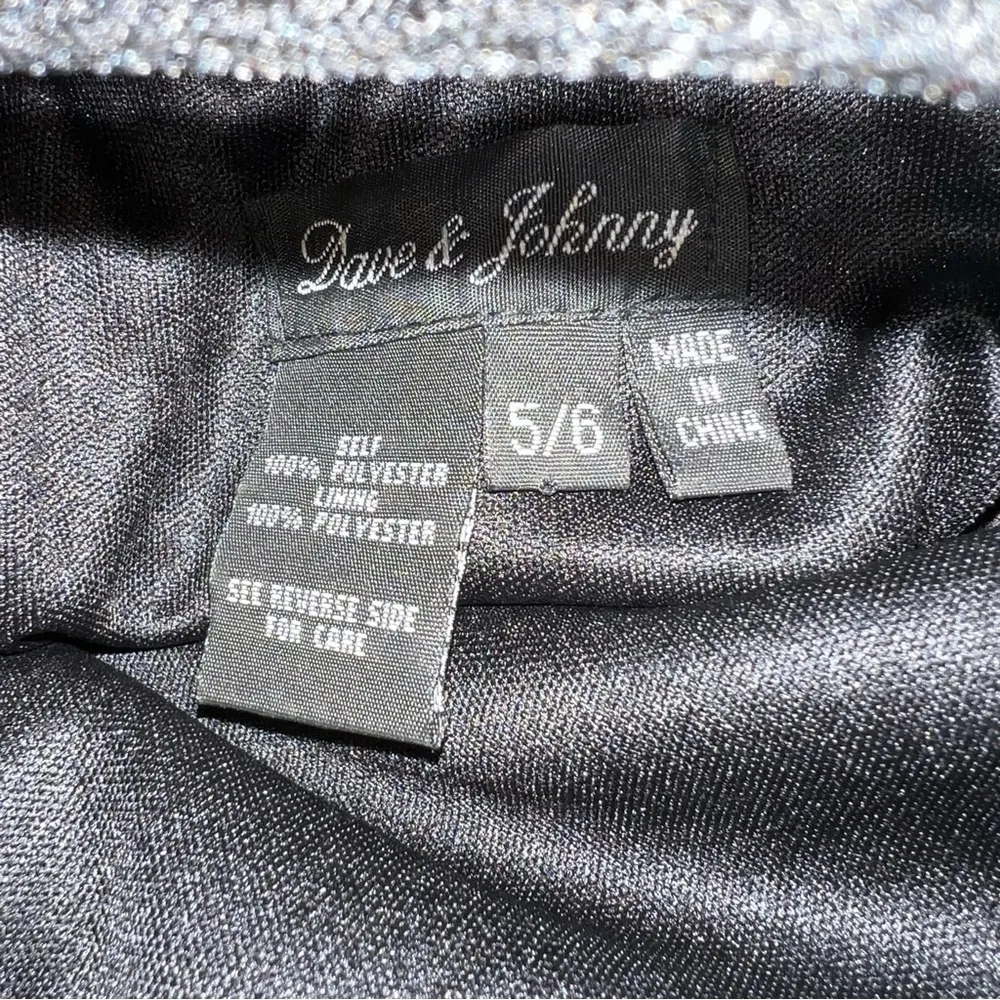 Dave & Johnny
SELF
100% POLYESTER
LINING
100% POLYESTER
SEE REVERSE SIDE
FOR CARE
5/6
MADE
IN
CHINA